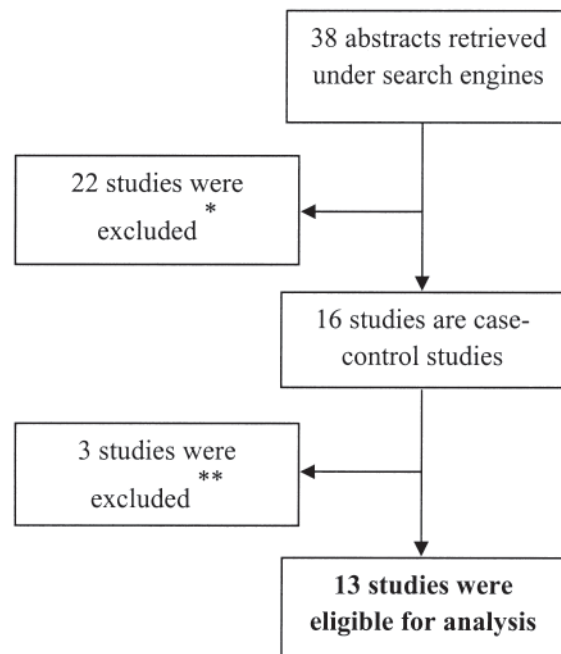 38 abstracts retrieved
under search engines
22 studies were
excluded *
16 studies are case-
control studies
3 studies were
excluded **
13 studies were
eligible for analysis